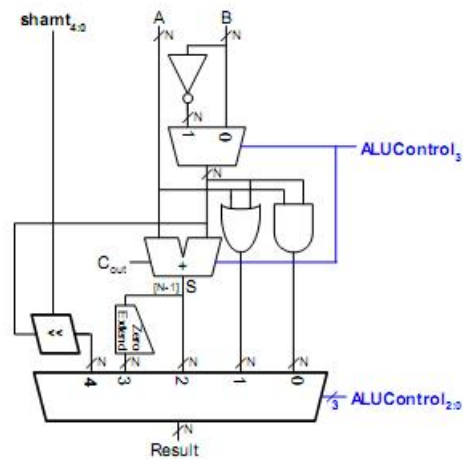 shamt4:0
A B
N N
N
1 0
ALUControl3
N
Cout
+
[N-1] S
<<
Zero
Extend
N N N N N
4 3 2 1 0
3
ALUControl2:0
N
Result